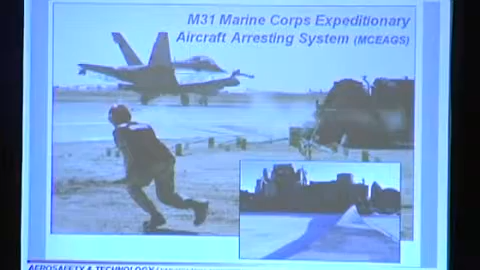 M31 Marine Corps Expeditionary
Aircraft Arresting System (MCEAGS)
AEROSAFETY & TECHNOLOGY